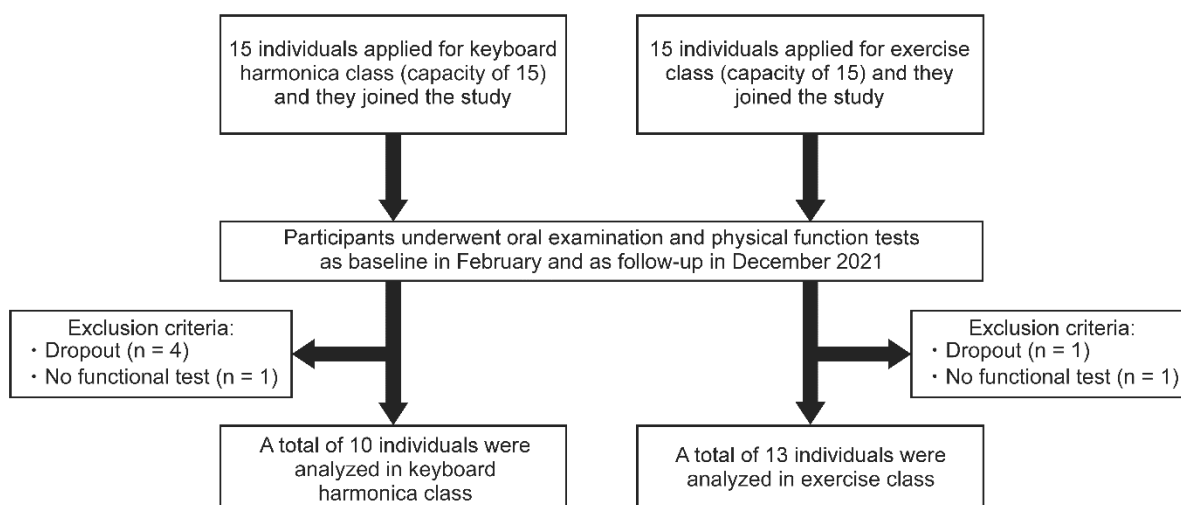 15 individuals applied for keyboard
harmonica class (capacity of 15)
and they joined the study
15 individuals applied for exercise
class (capacity of 15) and they
joined the study
Participants underwent oral examination and physical function tests
as baseline in February and as follow-up in December 2021
Exclusion criteria:
・Dropout (n = 4)
・No functional test (n = 1)
Exclusion criteria:
・Dropout (n = 1)
・No functional test (n = 1)
A total of 10 individuals were
analyzed in keyboard
harmonica class
A total of 13 individuals were
analyzed in exercise class